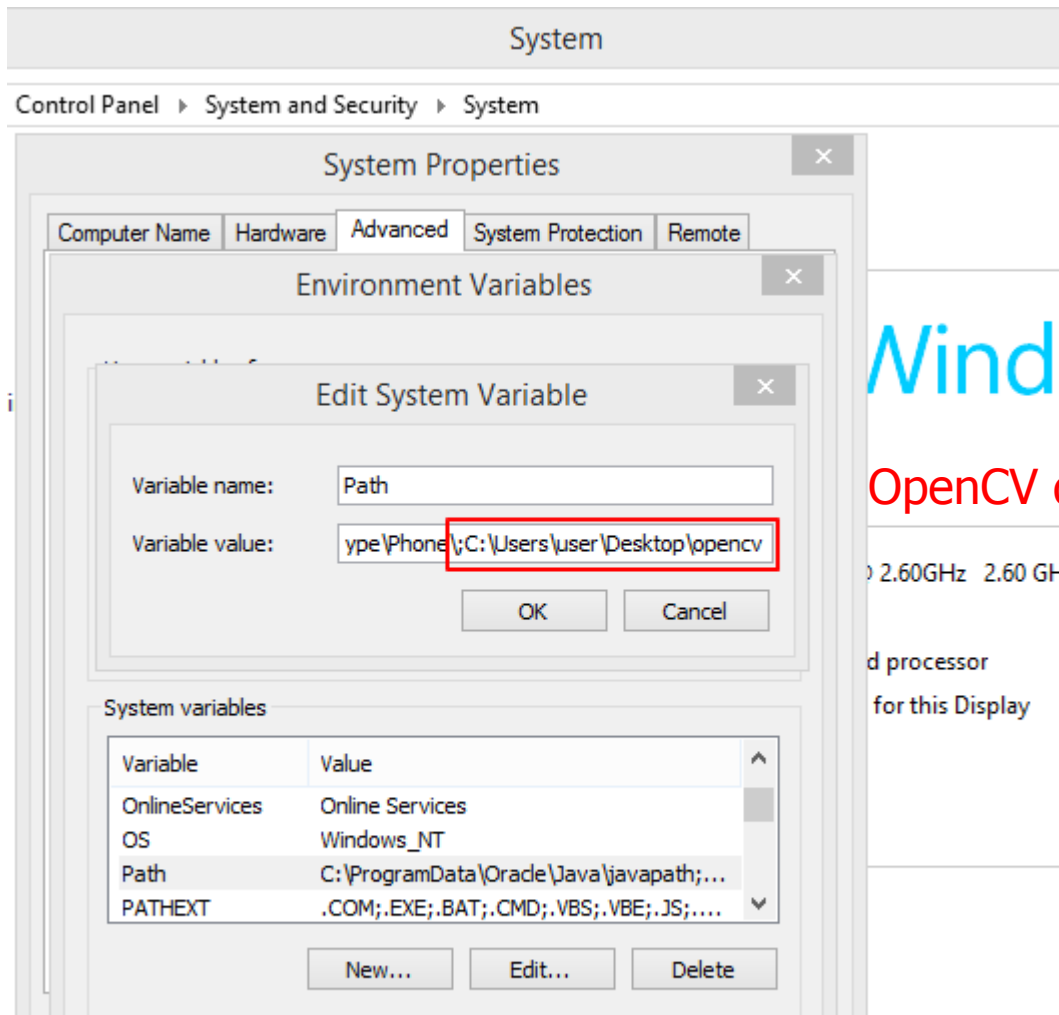 System
Control Panel System and Security System
System Properties
Computer Name Hardware Advanced System Protection Remote
Environment Variables
Wind
Edit System Variable
Variable name: Path
OpenCV
Variable value: ype\Phone\;C:\Users\user\Desktop\opencv
2.60GHz 2.60 GH
OK Cancel
d processor
for this Display
System variables
Variable Value
OnlineServices Online Services
OS Windows_NT
Path C:\ProgramData\Oracle\Java\javapath;...
PATHEXT .COM;.EXE;.BAT;.CMD;.VBS;.VBE;.JS;....
New... Edit... Delete